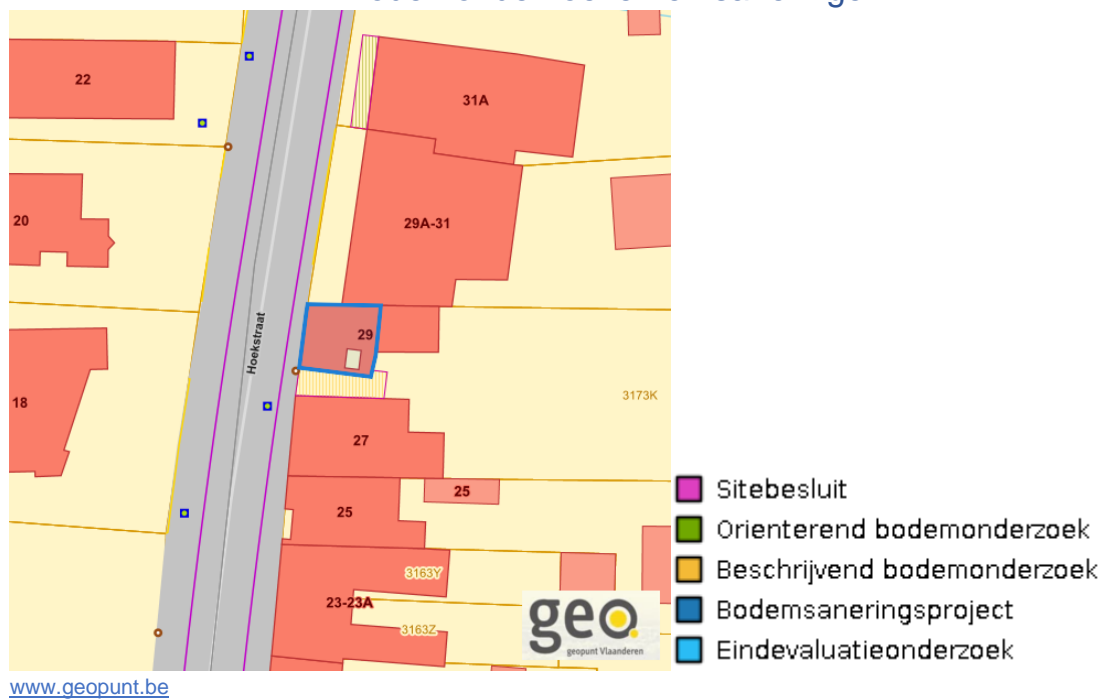 22
31A
20
29A-31
Hoekstraat
29
18
3173K
27
25
25
3163Y
23-23A
3163Z
geo.
geopunt Vlaanderen
Sitebesluit
Orienterend bodemonderzoek
Beschrijvend bodemonderzoek
Bodemsaneringsproject
Eindevaluatieonderzoek
www.geopunt.be